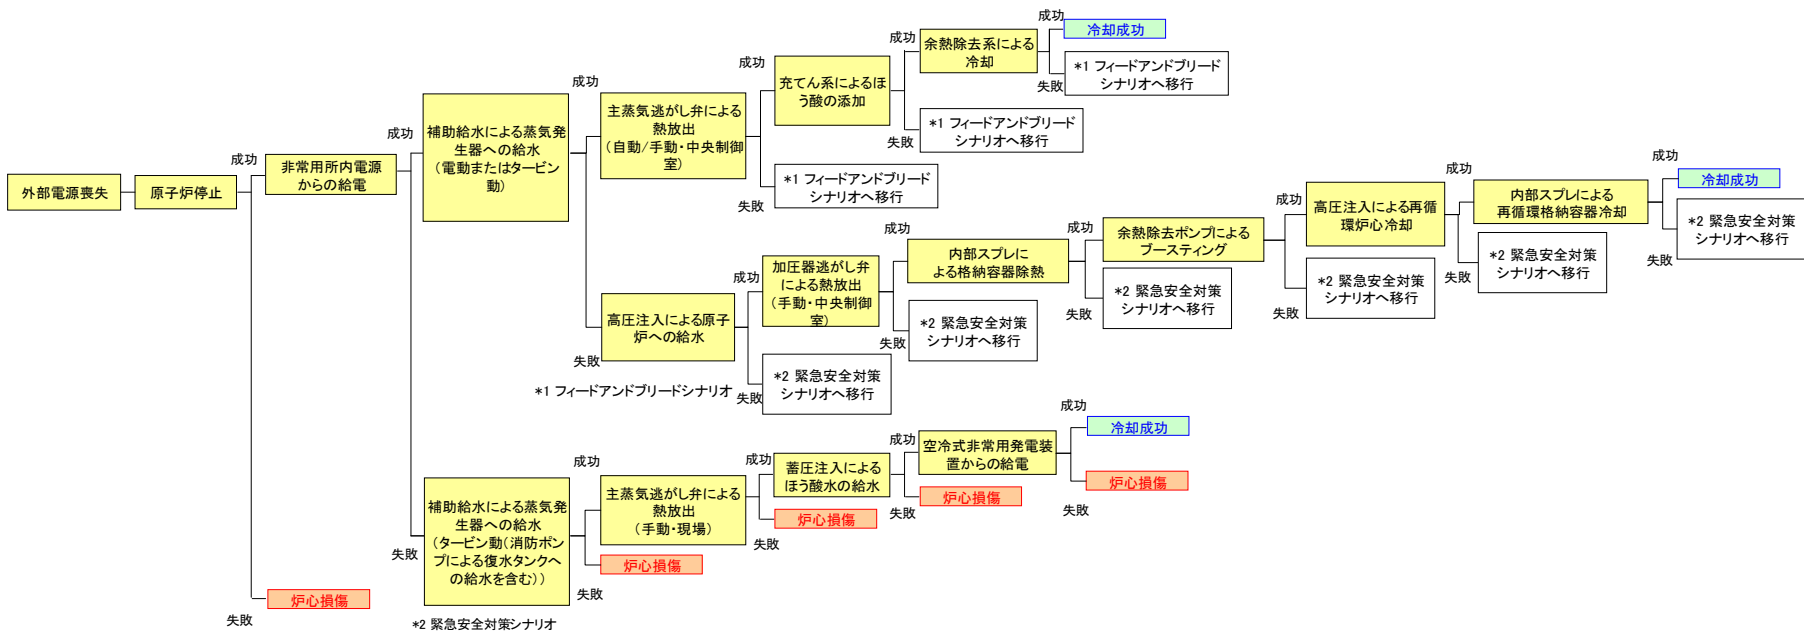 外部電源喪失
原子炉停止
成功
非常用所内電源
からの給電
失敗
炉心損傷
成功
補助給水による蒸気発
生器への給水
(電動またはタービン
動)
成功
主蒸気逃がし弁による
熱放出
(自動/手動・中央制御
室)
成功
充てん系によるほ
う酸の添加
成功
余熱除去系による
冷却
成功
冷却成功
失敗
*1 フィードアンドブリード
シナリオへ移行
失敗
*1 フィードアンドブリード
シナリオへ移行
失敗
*1 フィードアンドブリード
シナリオへ移行
失敗
高圧注入による原子
炉への給水
*1 フィードアンドブリードシナリオ
成功
加圧器逃がし弁
による熱放出
(手動・中央制御
室)
失敗
*2 緊急安全対策
シナリオへ移行
成功
内部スプレに
よる格納容器除熱
失敗
*2 緊急安全対策
シナリオへ移行
成功
余熱除去ポンプによる
ブースティング
失敗
*2 緊急安全対策
シナリオへ移行
成功
高圧注入による再循
環炉心冷却
失敗
*2 緊急安全対策
シナリオへ移行
成功
内部スプレによる
再循環格納容器冷却
失敗
*2 緊急安全対策
シナリオへ移行
成功
冷却成功
失敗
*2 緊急安全対策
シナリオへ移行
失敗
補助給水による蒸気発
生器への給水
(タービン動(消防ポン
プによる復水タンクへ
の給水を含む))
*2 緊急安全対策シナリオ
成功
主蒸気逃がし弁による
熱放出
(手動・現場)
失敗
炉心損傷
成功
蓄圧注入による
ほう酸水の給水
失敗
炉心損傷
成功
空冷式非常用発電装
置からの給電
失敗
炉心損傷
成功
冷却成功
失敗
炉心損傷